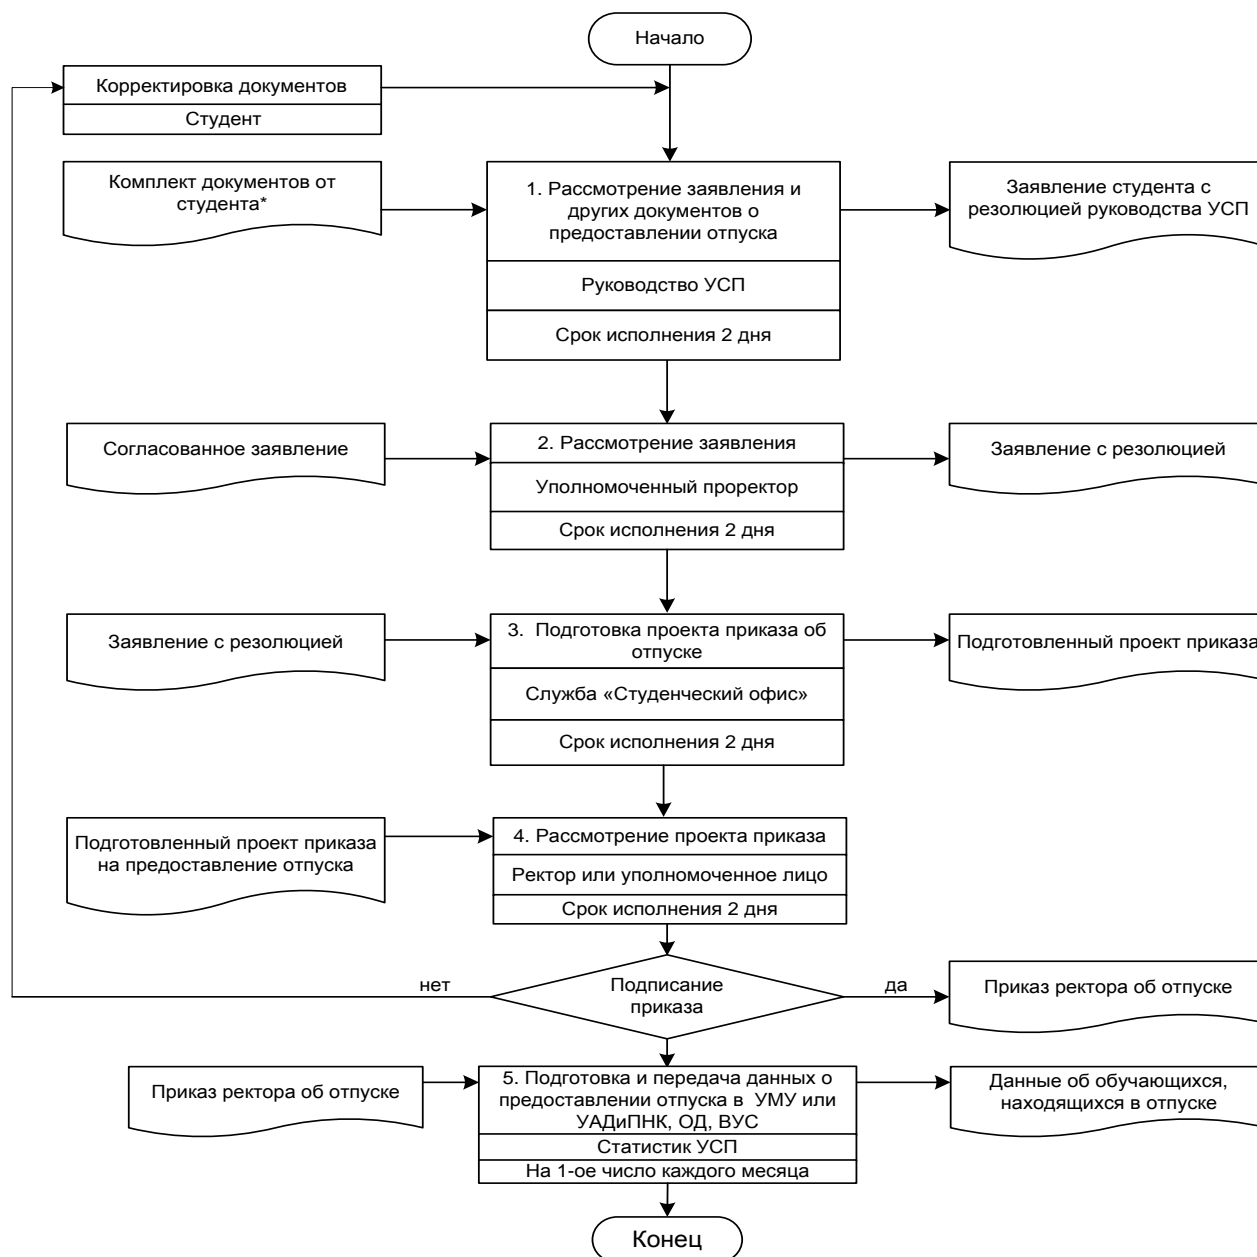 Начало
Корректировка документов
Студент
Комплект документов от
студента*
1. Рассмотрение заявления и
других документов о
предоставлении отпуска
Руководство УСП
Срок исполнения 2 дня
Заявление студента с
резолюцией руководства УСП
Согласованное заявление
2. Рассмотрение заявления
Уполномоченный проректор
Срок исполнения 2 дня
Заявление с резолюцией
Заявление с резолюцией
3. Подготовка проекта приказа об
отпуске
Служба «Студенческий офис»
Срок исполнения 2 дня
Подготовленный проект приказа
Подготовленный проект приказа
на предоставление отпуска
4. Рассмотрение проекта приказа
Ректор или уполномоченное лицо
Срок исполнения 2 дня
нет
Подписание
приказа
да
Приказ ректора об отпуске
Приказ ректора об отпуске
5. Подготовка и передача данных о
предоставлении отпуска в УМУ или
УАДиПНК, ОД, ВУС
Статистик УСП
На 1-ое число каждого месяца
Данные об обучающихся,
находящихся в отпуске
Конец